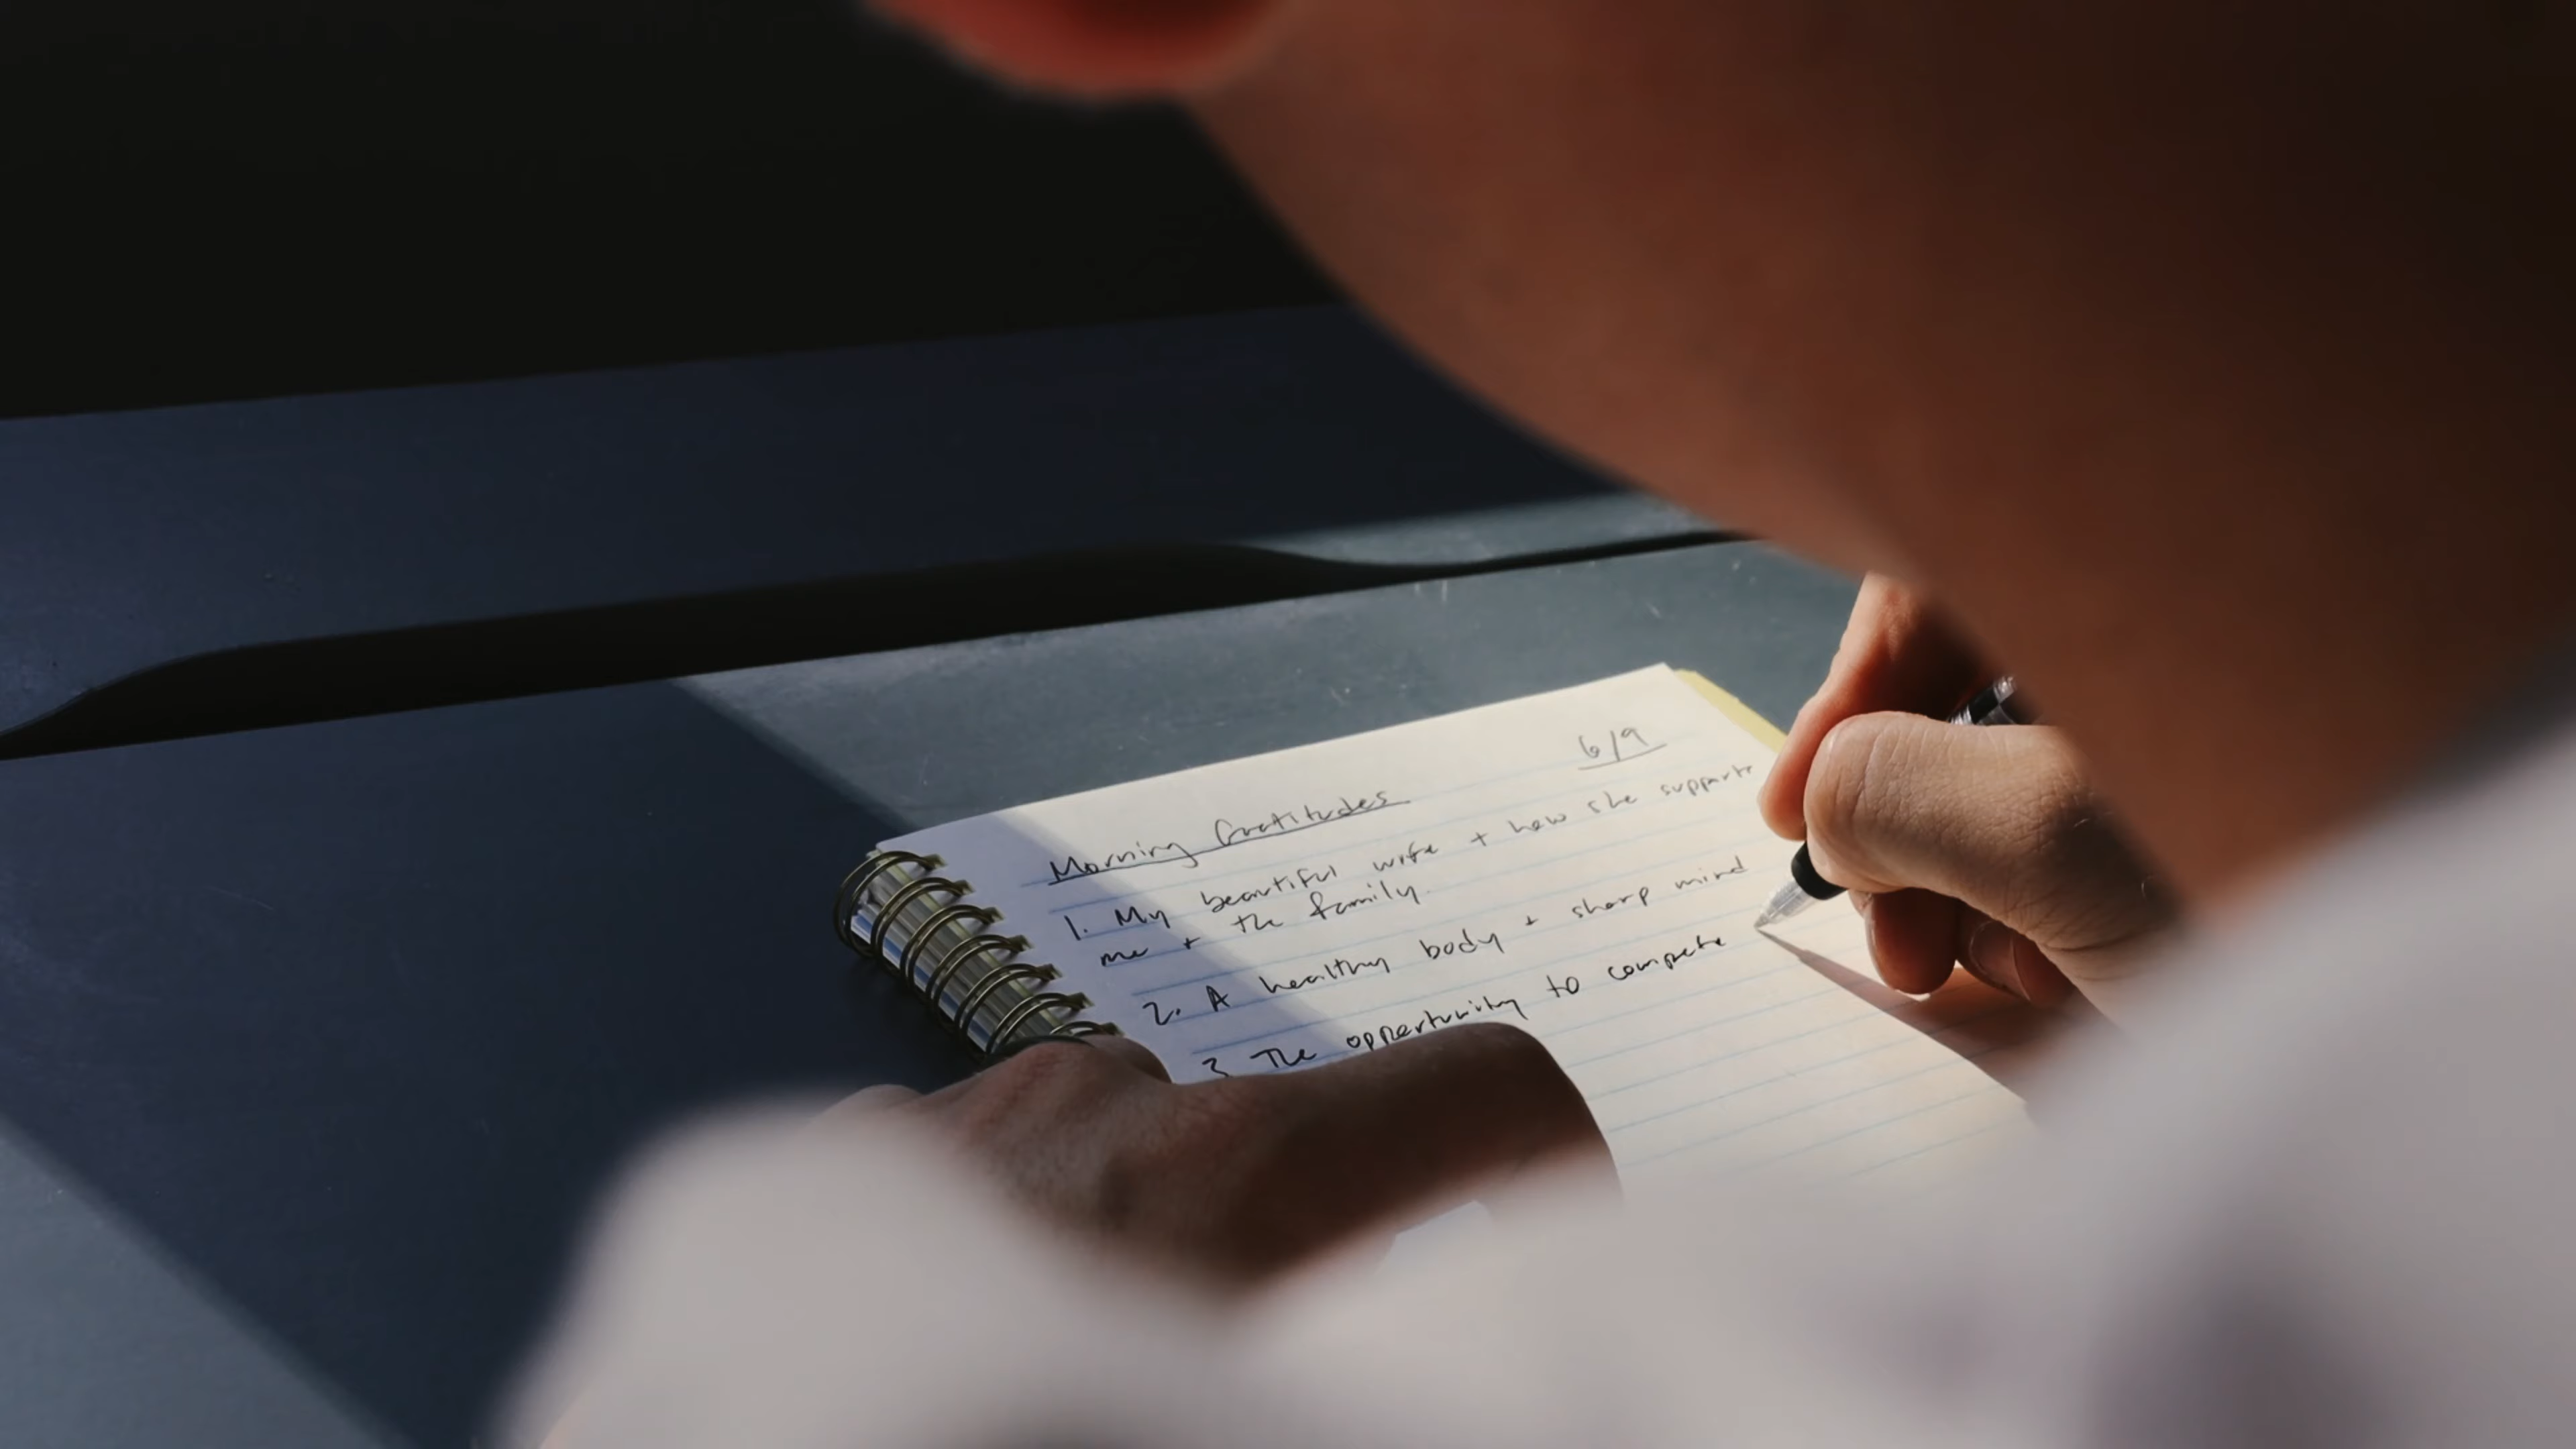 6/9
Morning Gratitudes
1. My beautiful wife + how she supports
me + the family.
2. A healthy body + sharp mind
3 The opportunity to compete